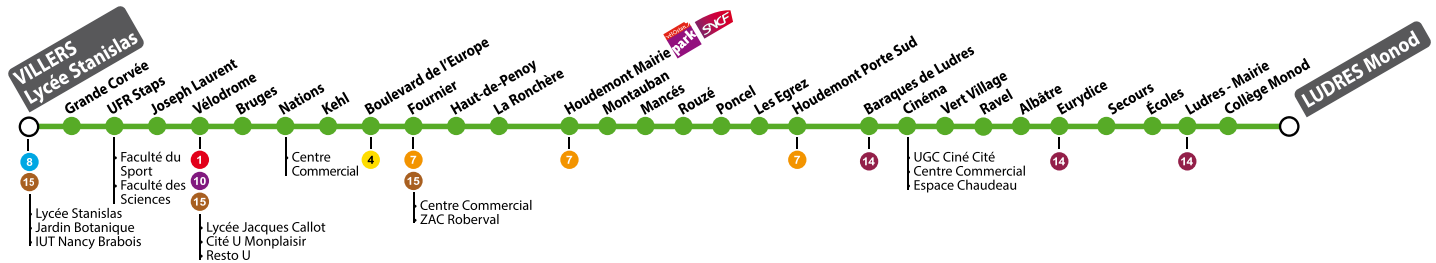 VILLERS
Lycée Stanislas
Grande Corvée
UFR Staps
Joseph Laurent
Vélodrome
Bruges
Nations
Kehl
Boulevard de l'Europe
Fournier
Haut-de-Penoy
La Ronchère
Houdemont Mairie
park
SNCF
Montauban
Mancés
Rouzé
Poncel
Les Egrez
Houdemont Porte Sud
Baraques de Ludres
Cinéma
Vert Village
Ravel
Albâtre
Eurydice
Secours
Écoles
Ludres - Mairie
Collège Monod
LUDRES Monod
8
15
Lycée Stanislas
Jardin Botanique
IUT Nancy Brabois
Faculté du
Sport
Faculté des
Sciences
1
10
15
Lycée Jacques Callot
Cité U Monplaisir
Resto U
Centre
Commercial
4
7
15
Centre Commercial
ZAC Roberval
7
7
14
UGC Ciné Cité
Centre Commercial
Espace Chaudeau
14
14